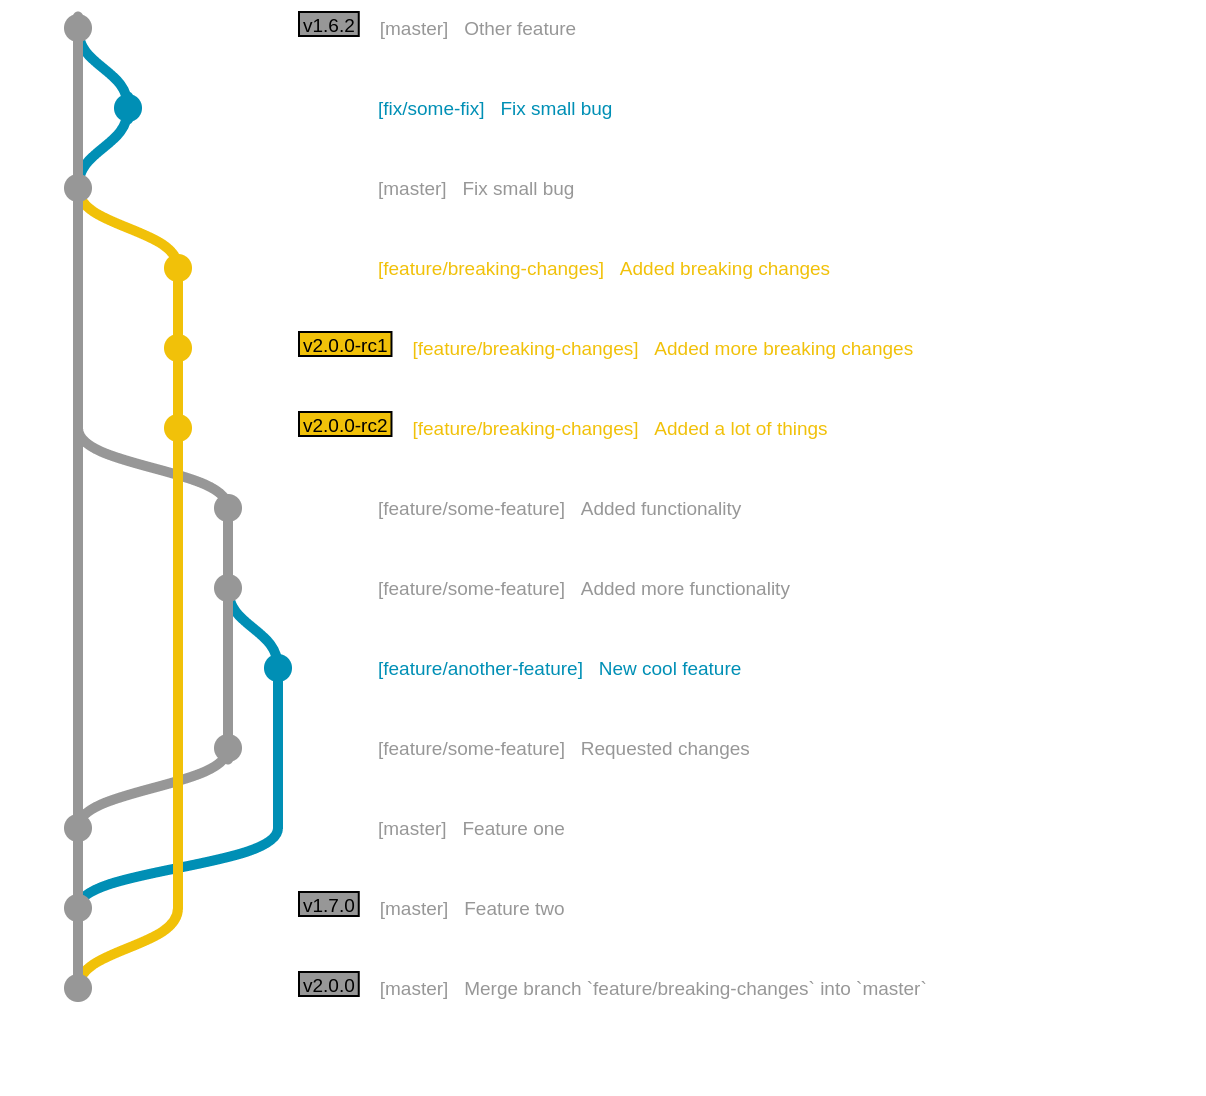 v1.6.2 [master] Other feature
[fix/some-fix] Fix small bug
[master] Fix small bug
[feature/breaking-changes] Added breaking changes
v2.0.0-rc1 [feature/breaking-changes] Added more breaking changes
v2.0.0-rc2 [feature/breaking-changes] Added a lot of things
[feature/some-feature] Added functionality
[feature/some-feature] Added more functionality
[feature/another-feature] New cool feature
[feature/some-feature] Requested changes
[master] Feature one
v1.7.0 [master] Feature two
v2.0.0 [master] Merge branch `feature/breaking-changes` into `master`